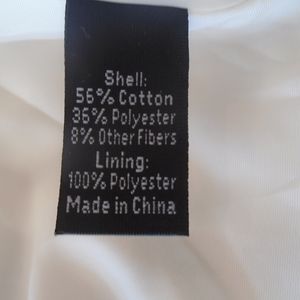 Shell:
56% Cotton
36% Polyester
8% Other Fibers
Lining:
100% Polyester
Made in China